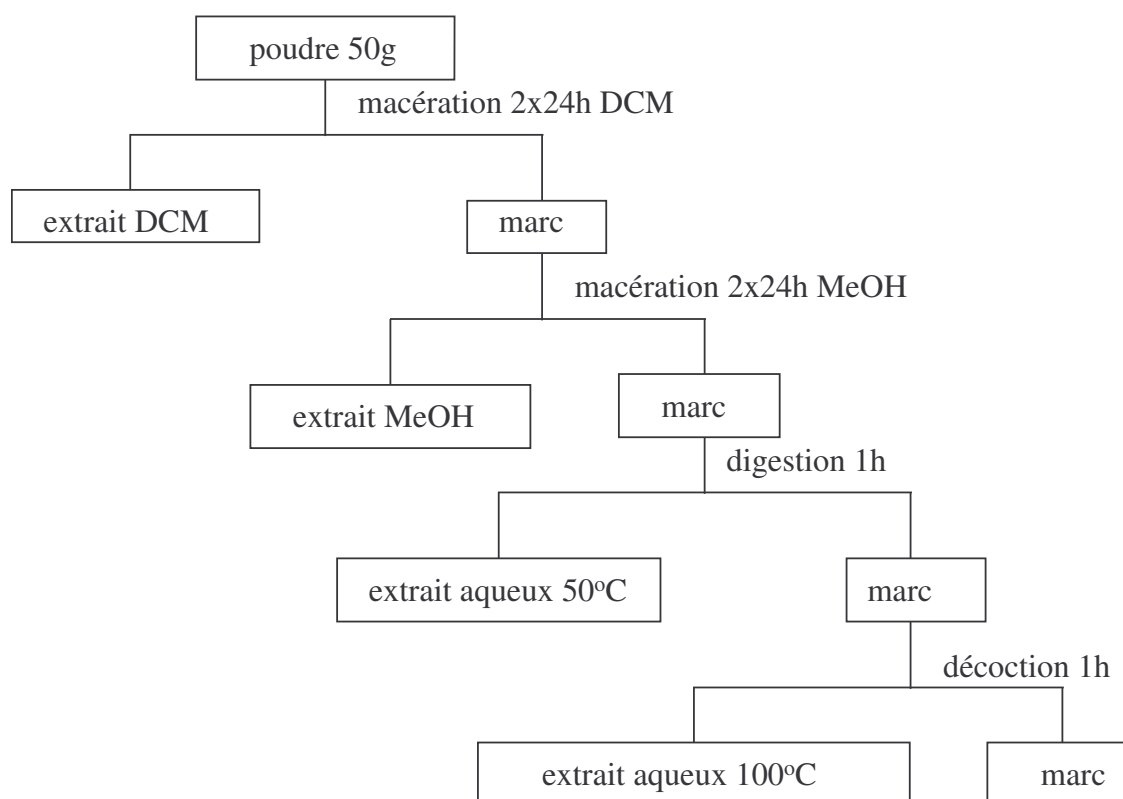 poudre 50g
macération 2x24h DCM
extrait DCM
marc
macération 2x24h MeOH
extrait MeOH
marc
digestion 1h
extrait aqueux 50°C
marc
décoction 1h
extrait aqueux 100°C
marc